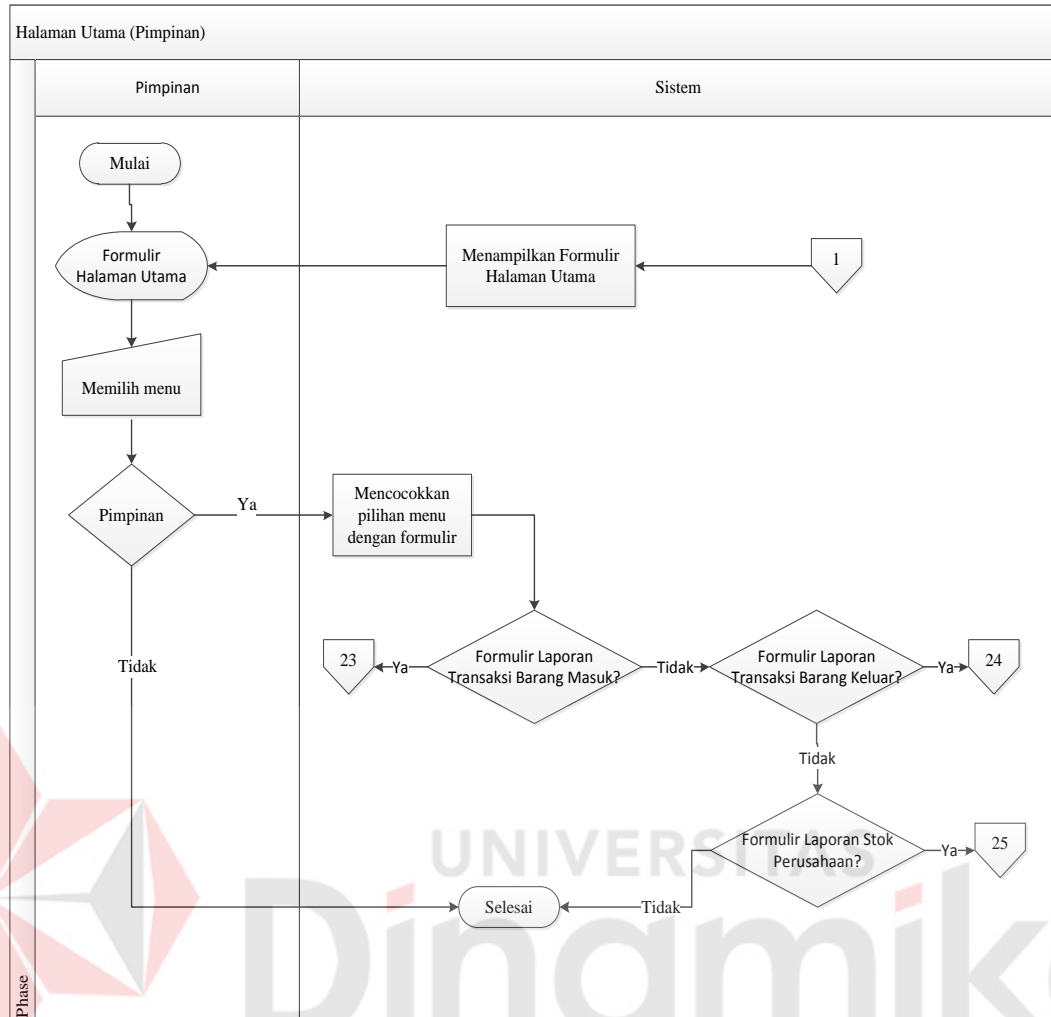 Halaman Utama (Pimpinan)
Pimpinan
Sistem
Mulai
Formulir
Halaman Utama
Menampilkan Formulir
Halaman Utama
1
Memilih menu
Pimpinan
Ya
Mencocokkan
pilihan menu
dengan formulir
Tidak
23
Ya
Formulir Laporan
Transaksi Barang Masuk?
Tidak
Formulir Laporan
Transaksi Barang Keluar?
Ya
24
Tidak
Formulir Laporan Stok
Perusahaan?
Ya
25
Tidak
Selesai
Phase
UNIVERSITAS
Dinamika